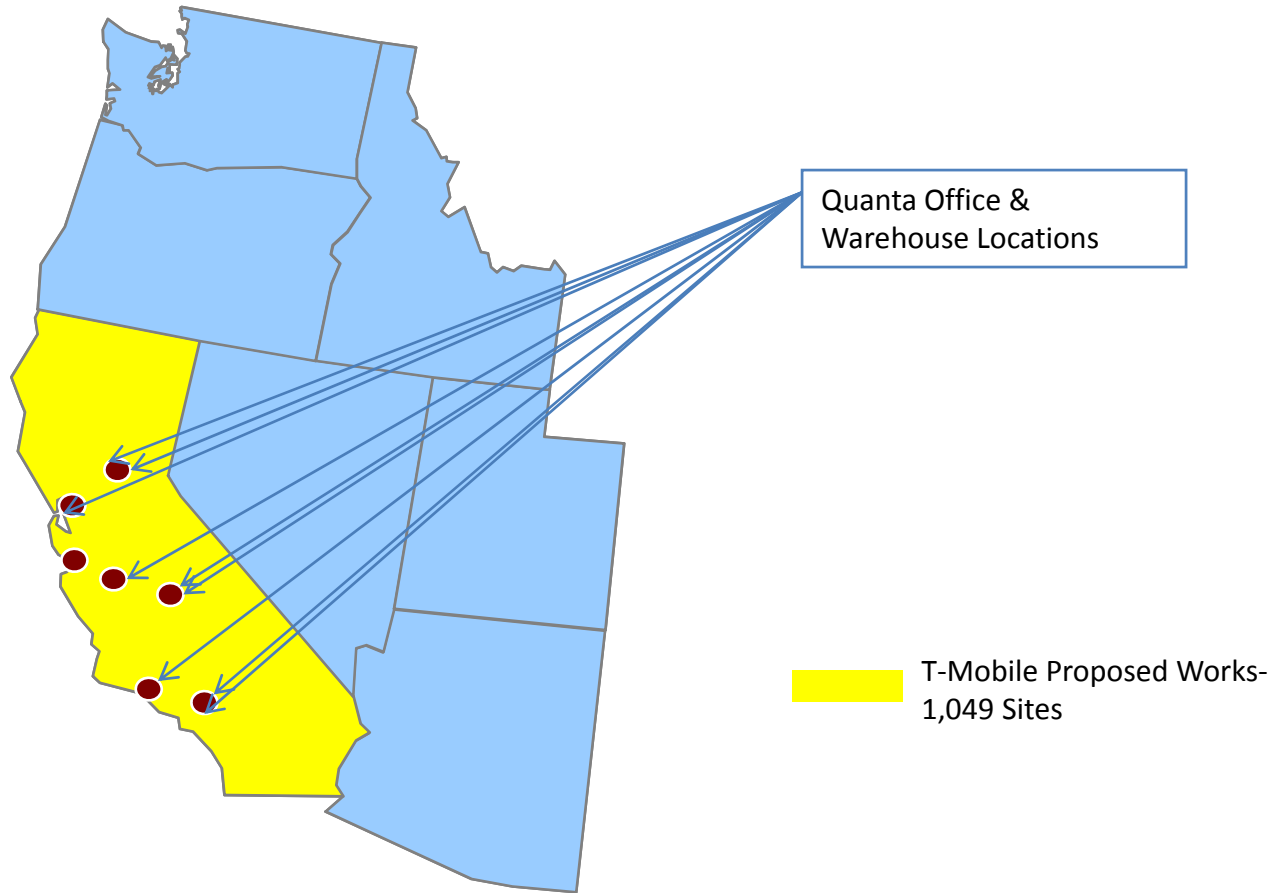 Quanta Office &
Warehouse Locations
T-Mobile Proposed Works-
1,049 Sites